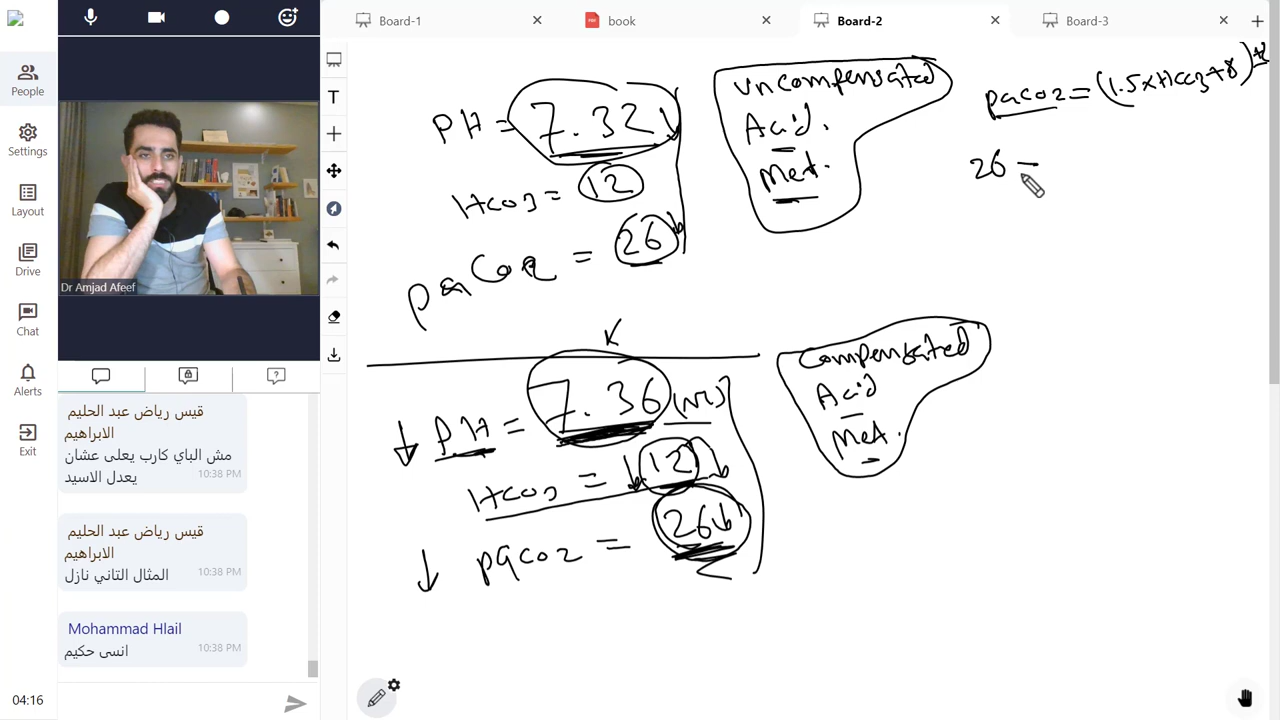 Board-1
book
Board-2
Board-3
People
Settings
Layout
Drive
Chat
Alerts
Exit
04:16
Dr Amjad Afeef
قيس رياض عبد الحليم
الابراهيم
مش الباي كارب يعلى عشان
يعدل الاسيد
10:38 PM
قيس رياض عبد الحليم
الابراهيم
المثال التاني نازل
10:38 PM
Mohammad Hlail
انسى حكيم
10:38 PM
T
PH = 7.32 ↓
HCO3 = 12
paCo2 = 26 ↓
Uncompensated
Acid.
Met.
paco2 = (1.5xHCO3+8) ±2
26 =
↓ PH = 7.36 (N)
HCO3 = ↓ 12 ↓
↓ paco2 = 26 ↓
Compensated
Acid
Met.